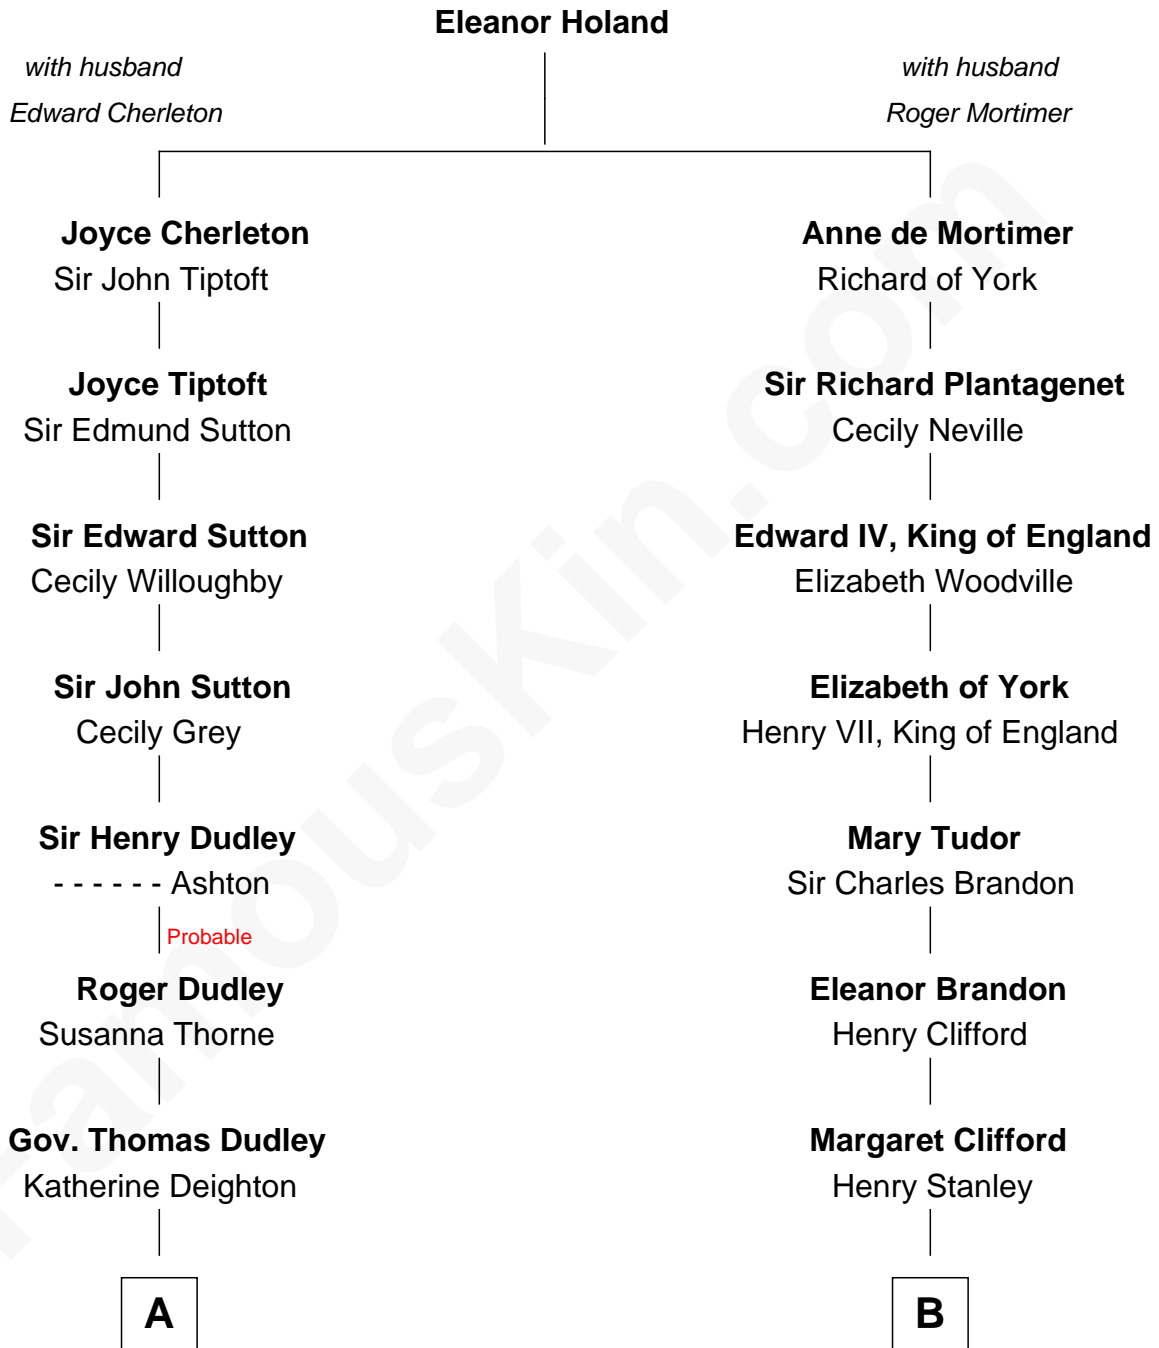 Eleanor Holand
with husband
Edward Cherleton
with husband
Roger Mortimer
Joyce Cherleton
Sir John Tiptoft
Anne de Mortimer
Richard of York
Joyce Tiptoft
Sir Edmund Sutton
Sir Richard Plantagenet
Cecily Neville
Sir Edward Sutton
Cecily Willoughby
Edward IV, King of England
Elizabeth Woodville
Sir John Sutton
Cecily Grey
Elizabeth of York
Henry VII, King of England
Sir Henry Dudley
- - - - - - Ashton
Mary Tudor
Sir Charles Brandon
Probable
Roger Dudley
Susanna Thorne
Eleanor Brandon
Henry Clifford
Gov. Thomas Dudley
Katherine Deighton
Margaret Clifford
Henry Stanley
A
B
FamousKin.com